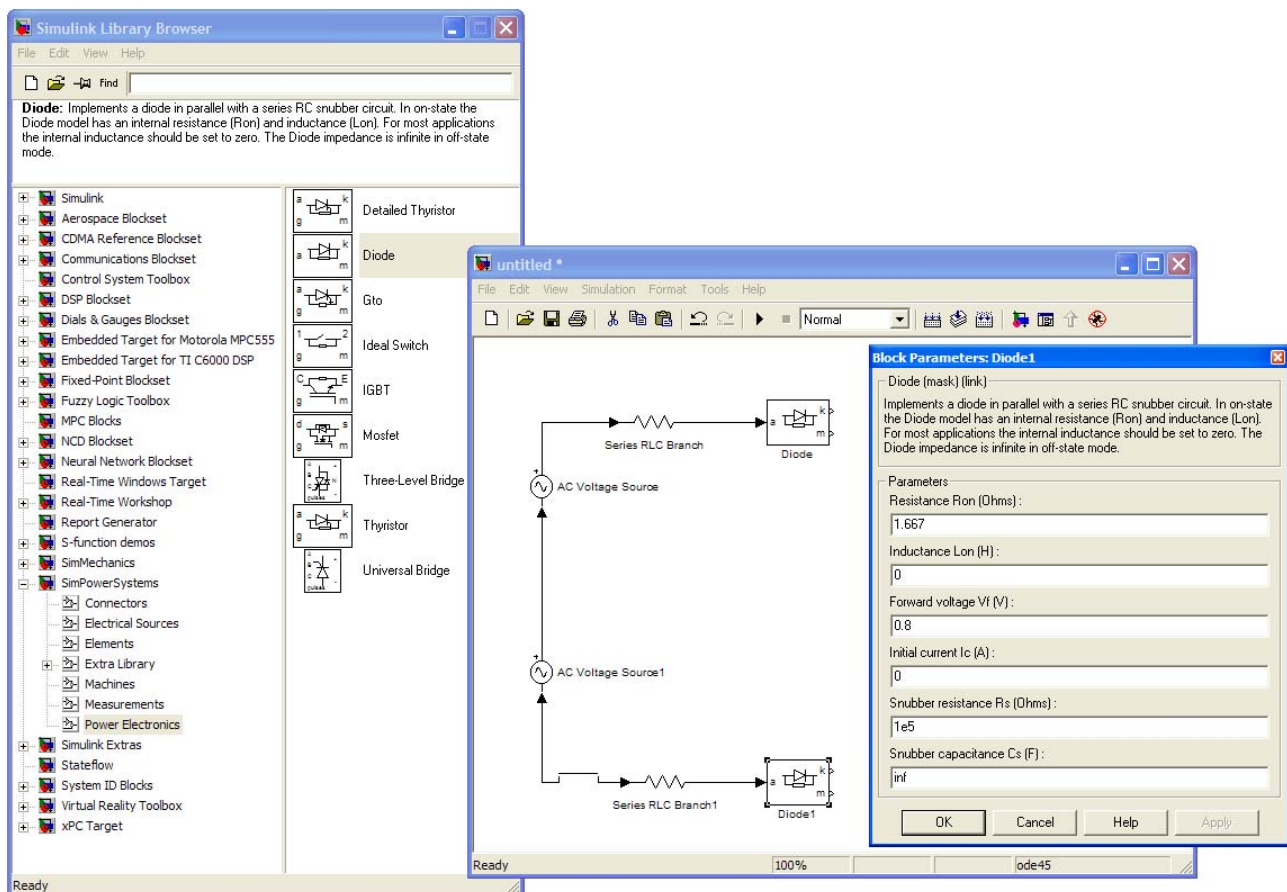 Simulink Library Browser
File Edit View Help
Find
Diode: Implements a diode in parallel with a series RC snubber circuit. In on-state the
Diode model has an internal resistance (Ron) and inductance (Lon). For most applications
the internal inductance should be set to zero. The Diode impedance is infinite in off-state
mode.
Simulink
Aerospace Blockset
CDMA Reference Blockset
Communications Blockset
Control System Toolbox
DSP Blockset
Dials & Gauges Blockset
Embedded Target for Motorola MPC555
Embedded Target for TI C6000 DSP
Fixed-Point Blockset
Fuzzy Logic Toolbox
MPC Blocks
NCD Blockset
Neural Network Blockset
Real-Time Windows Target
Real-Time Workshop
Report Generator
S-function demos
SimMechanics
SimPowerSystems
Connectors
Electrical Sources
Elements
Extra Library
Machines
Measurements
Power Electronics
Simulink Extras
Stateflow
System ID Blocks
Virtual Reality Toolbox
xPC Target
a k
g m
Detailed Thyristor
a k
m
Diode
a k
g m
Gto
1 2
g m
Ideal Switch
C E
g m
IGBT
d s
g m
Mosfet
pulses
Three-Level Bridge
a k
g m
Thyristor
pulses
Universal Bridge
Ready
untitled *
File Edit View Simulation Format Tools Help
Normal
Series RLC Branch
a k
m
Diode
+
AC Voltage Source
+
AC Voltage Source1
Series RLC Branch1
a k
m
Diode1
Ready 100% ode45
Block Parameters: Diode1
Diode (mask) (link)
Implements a diode in parallel with a series RC snubber circuit. In on-state
the Diode model has an internal resistance (Ron) and inductance (Lon).
For most applications the internal inductance should be set to zero. The
Diode impedance is infinite in off-state mode.
Parameters
Resistance Ron (Ohms) :
1.667
Inductance Lon (H) :
0
Forward voltage Vf (V) :
0.8
Initial current Ic (A) :
0
Snubber resistance Rs (Ohms) :
1e5
Snubber capacitance Cs (F) :
inf
OK Cancel Help Apply